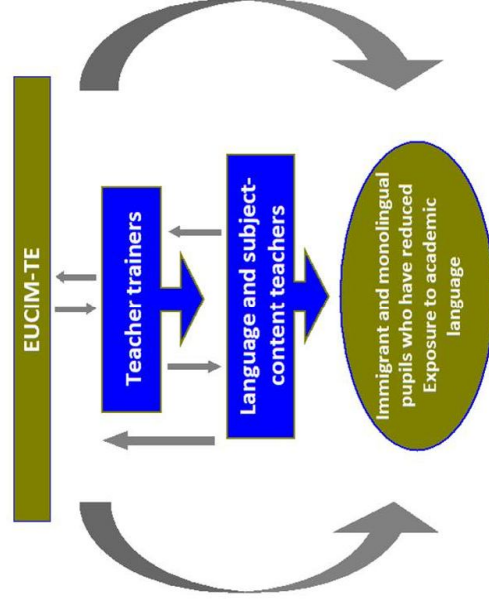 EUCIM-TE
Teacher trainers
Language and subject-
content teachers
Immigrant and monolingual
pupils who have reduced
Exposure to academic
language